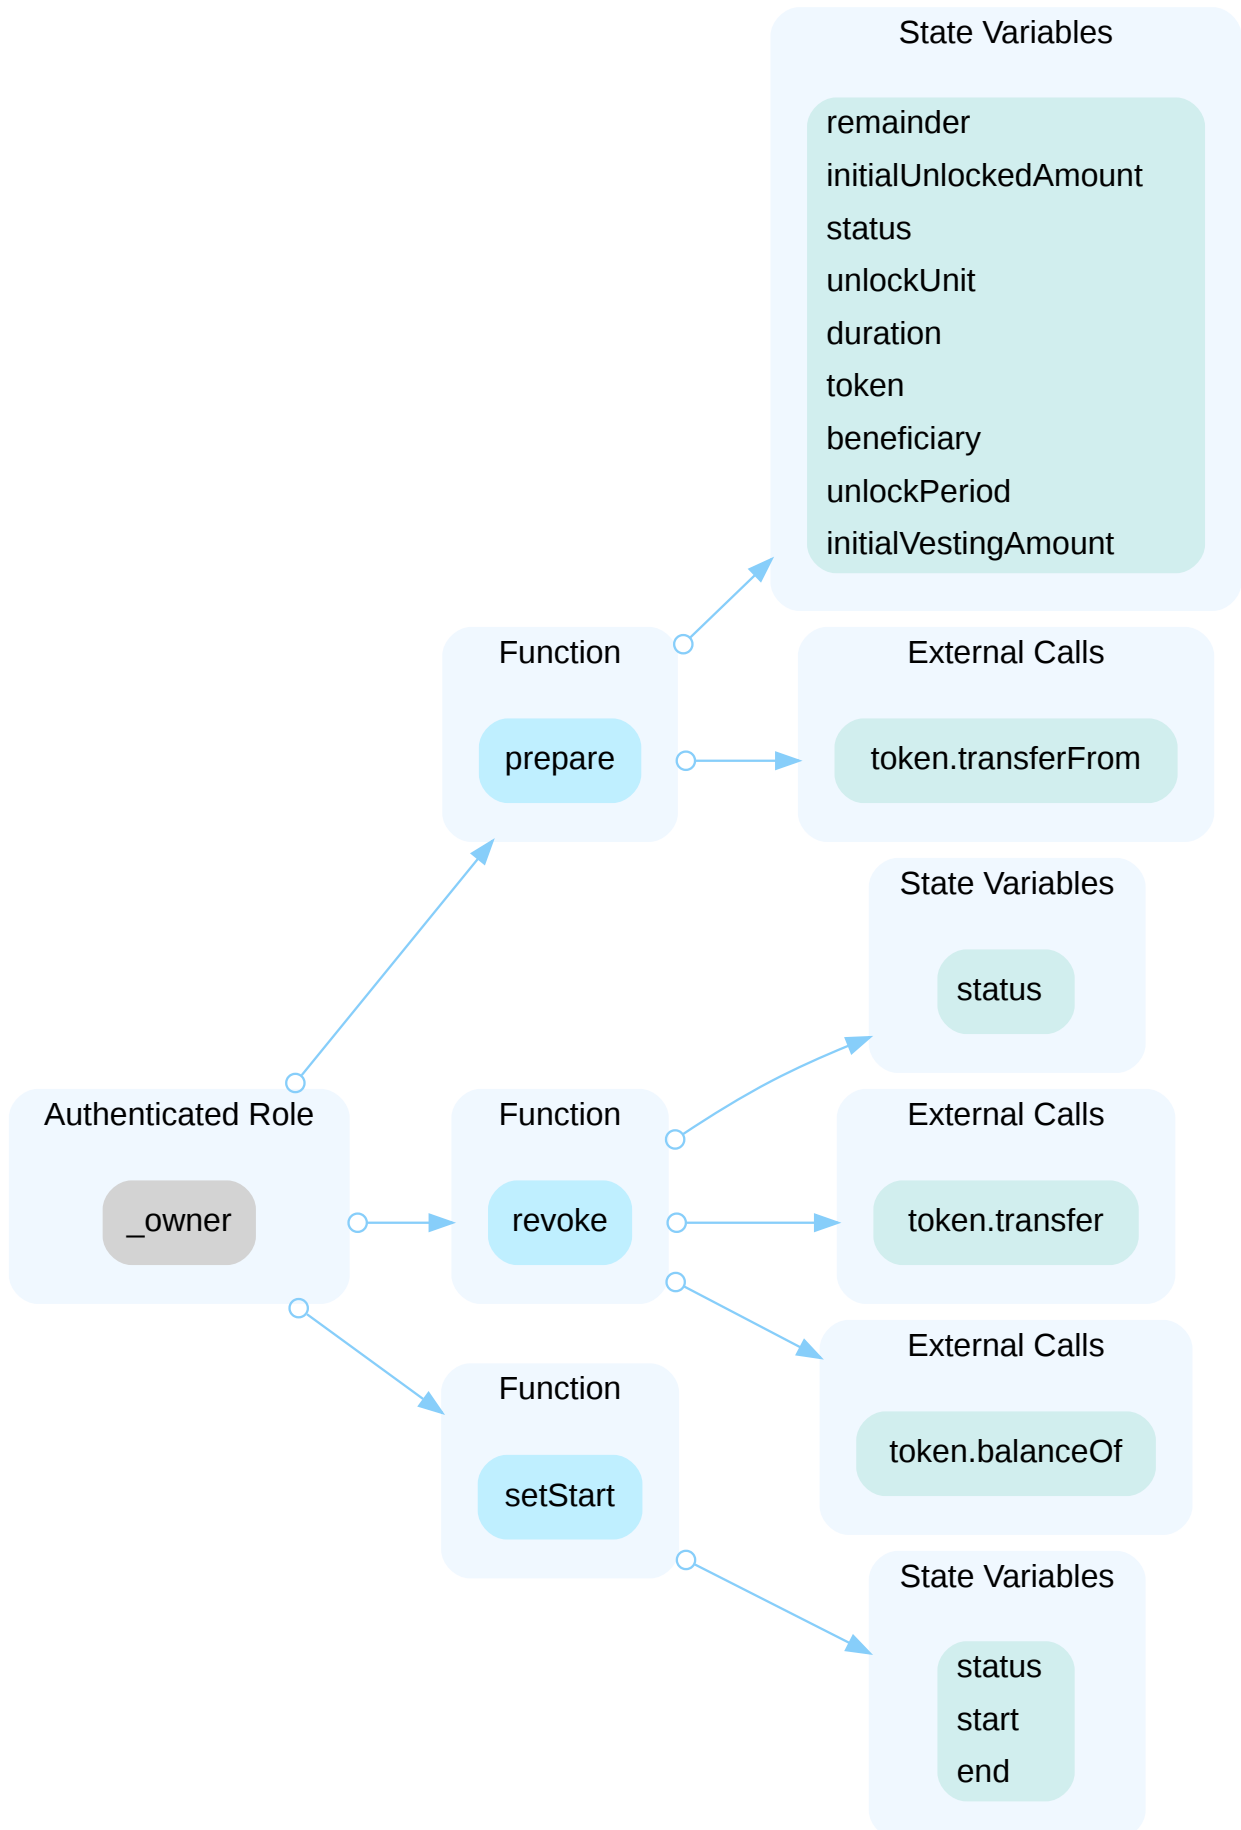 State Variables
remainder
initialUnlockedAmount
status
unlockUnit
duration
token
beneficiary
unlockPeriod
initialVestingAmount
Function
prepare
External Calls
token.transferFrom
State Variables
status
Authenticated Role
_owner
Function
revoke
External Calls
token.transfer
External Calls
token.balanceOf
Function
setStart
State Variables
status
start
end